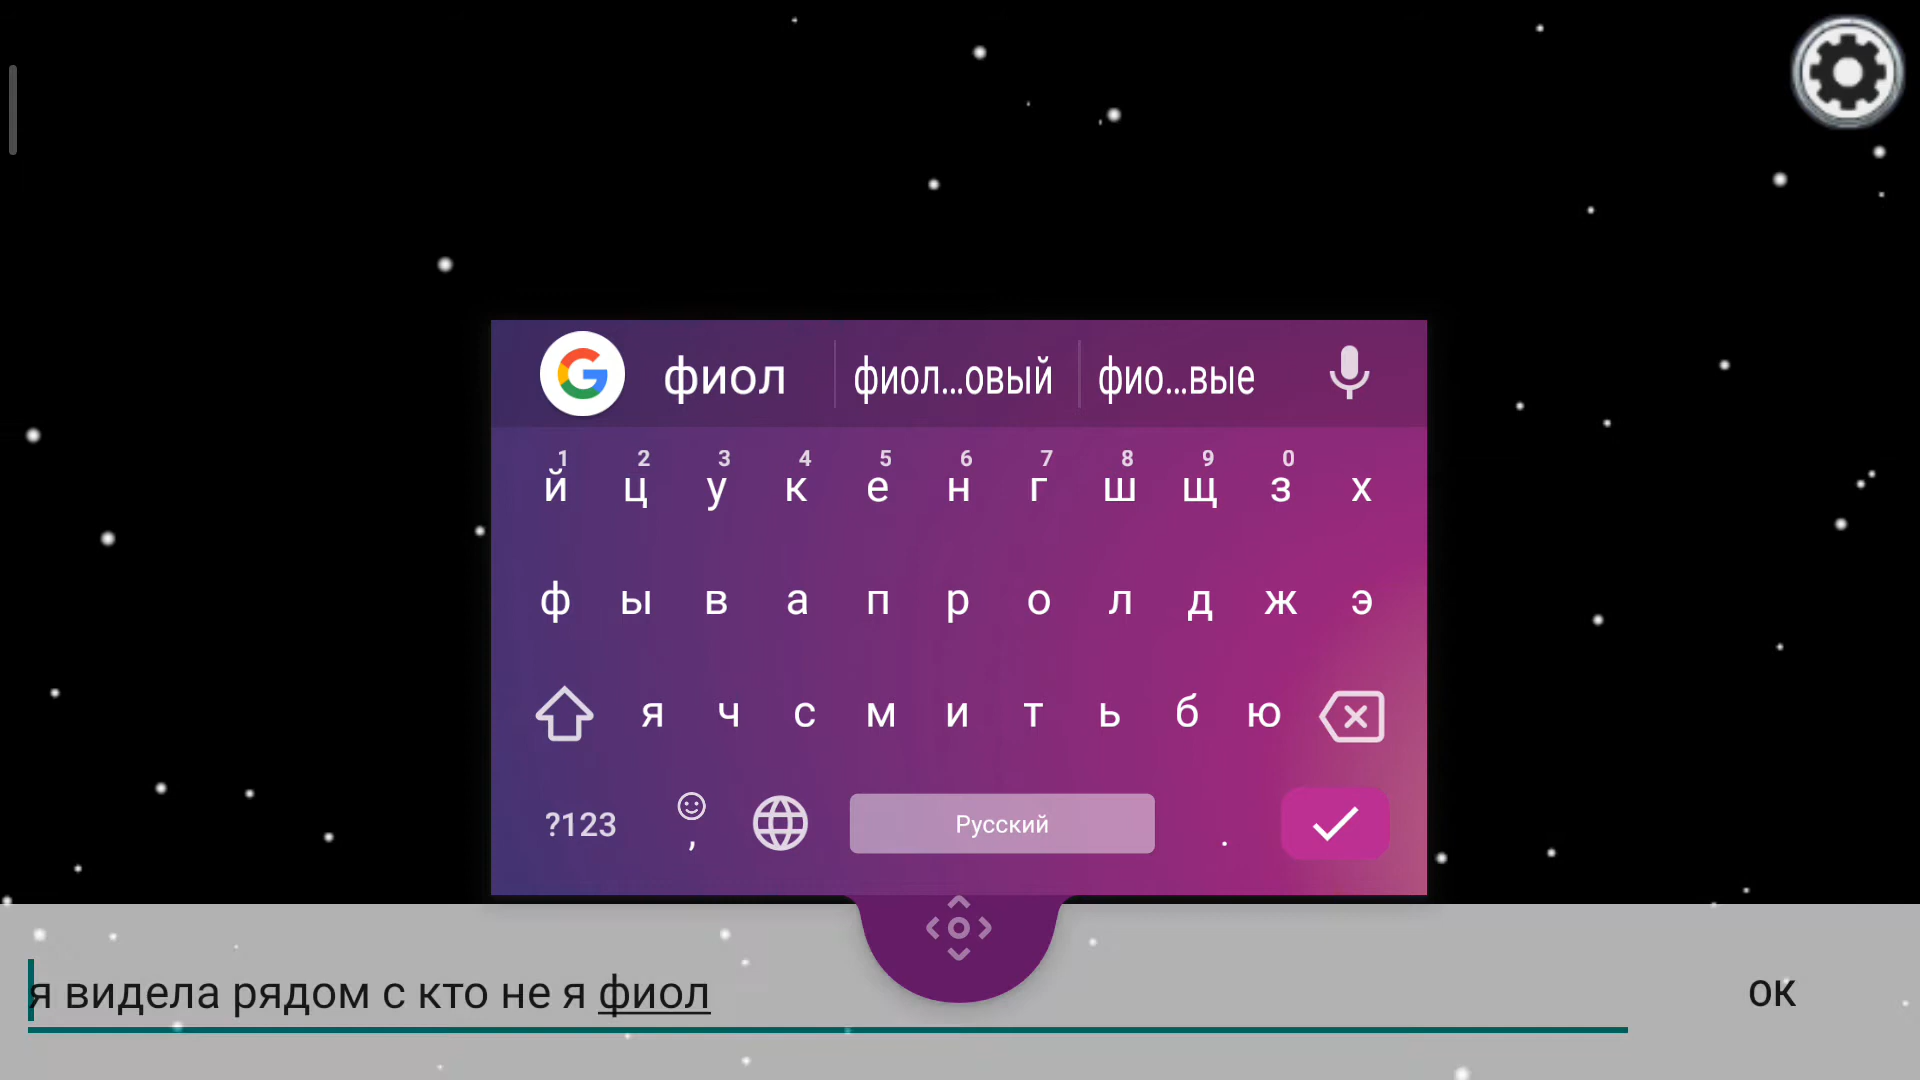 фиол фиол...овый фио...вые
1 2 3 4 5 6 7 8 9 0
й ц у к е н г ш щ з х
ф ы в а п р о л д ж э
я ч с м и т ь б ю
?123 , Русский .
я видела рядом с кто не я фиол ОК